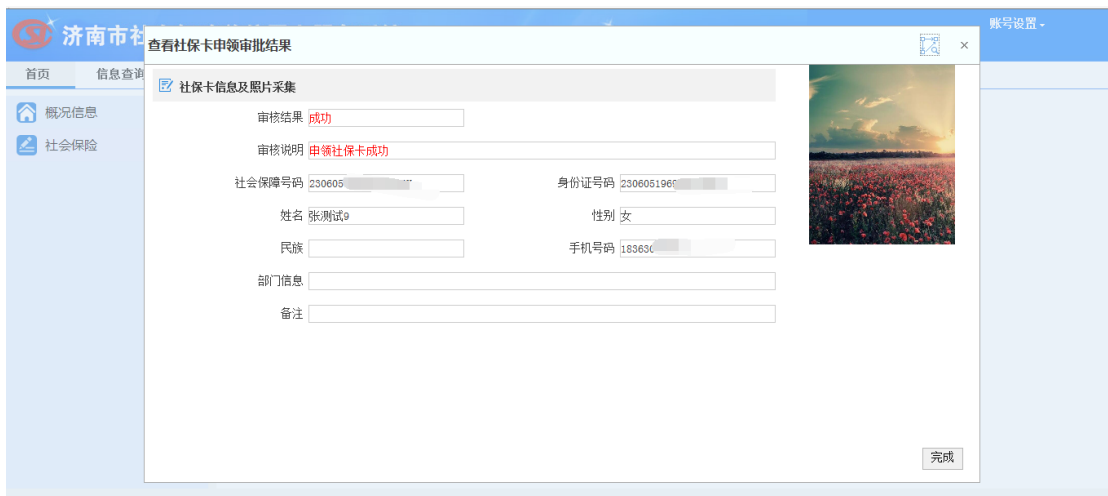 济南市社
账号设置
查看社保卡申领审批结果
首页 信息查询
社保卡信息及照片采集
概况信息
社会保险
审核结果 成功
审核说明 申领社保卡成功
社会保障号码 230605 身份证号码 230605196
姓名 张测试9 性别 女
民族 手机号码 183630
部门信息
备注
完成